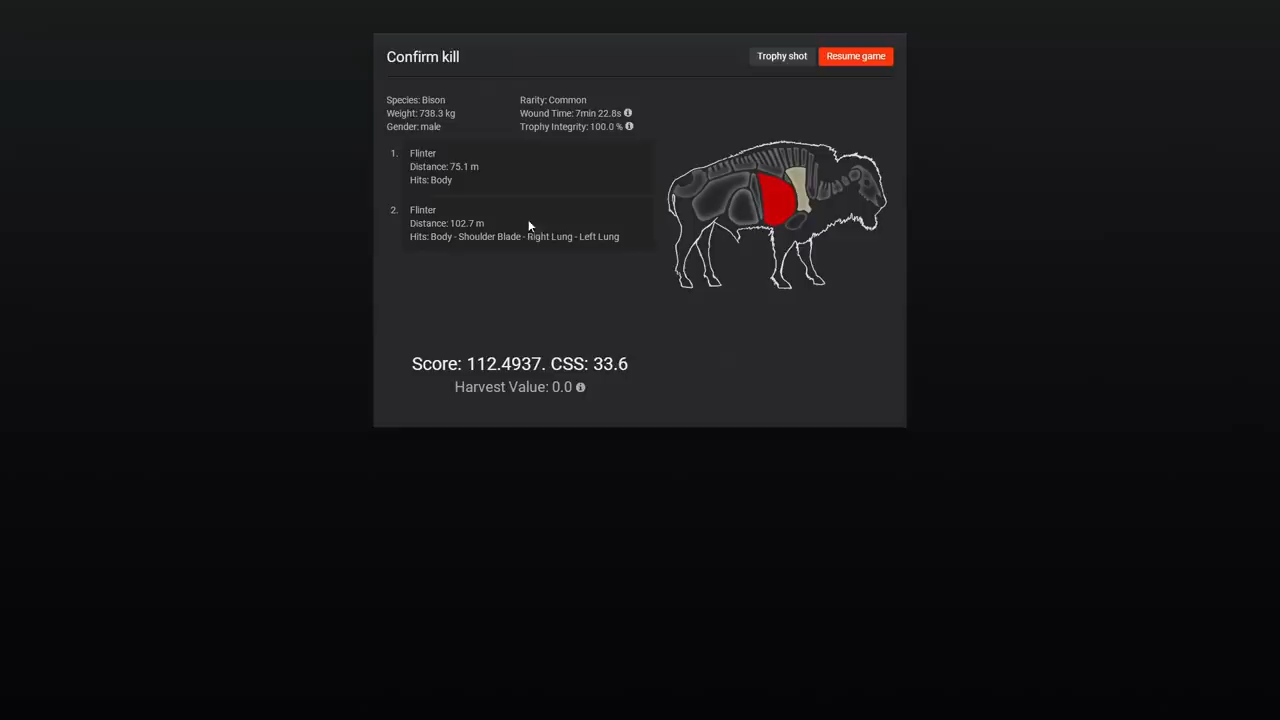 Confirm kill
Trophy shot
Resume game
Species: Bison
Weight: 738.3 kg
Gender: male
Rarity: Common
Wound Time: 7min 22.8s
Trophy Integrity: 100.0 %
1. Flinter
Distance: 75.1 m
Hits: Body
2. Flinter
Distance: 102.7 m
Hits: Body - Shoulder Blade - Right Lung - Left Lung
Score: 112.4937. CSS: 33.6
Harvest Value: 0.0